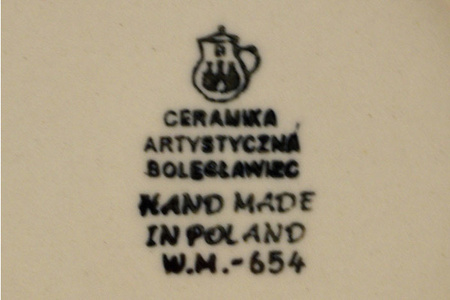 CERAMIKA
ARTYSTYCZNA
BOLESŁAWIEC
HAND MADE
IN POLAND
W.M.-654